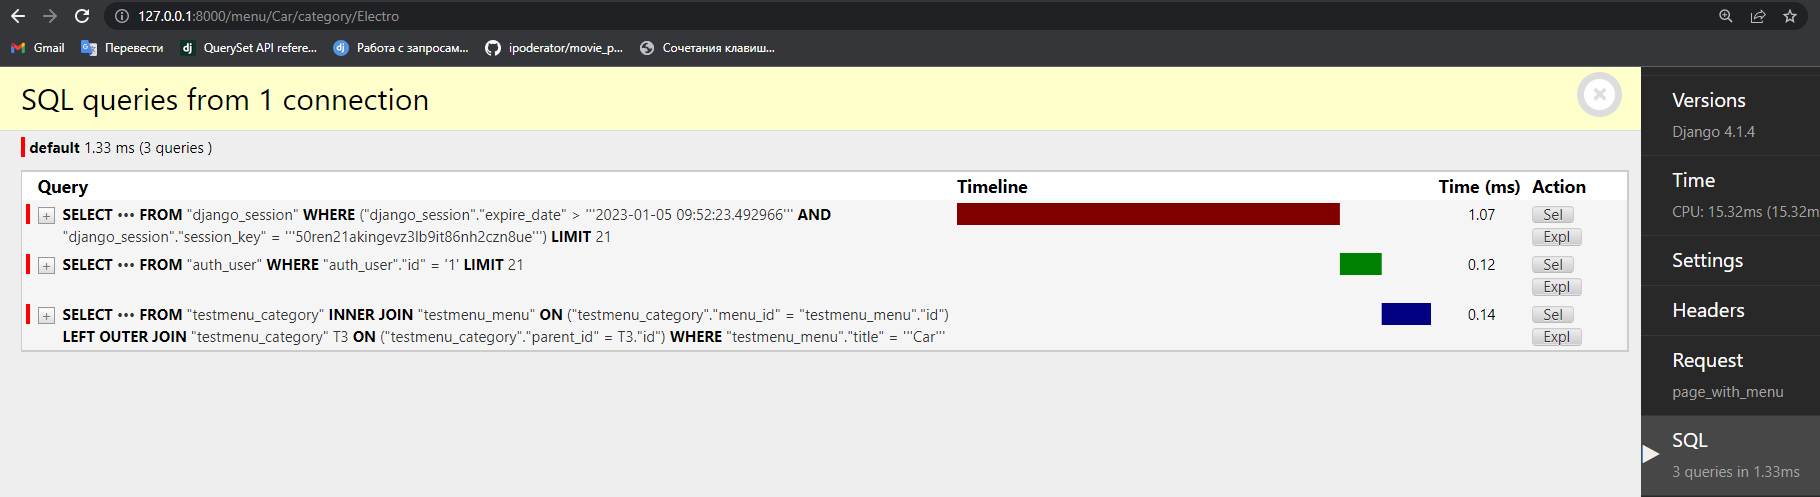 127.0.0.1:8000/menu/Car/category/Electro
Gmail Перевести QuerySet API refere... Работа с запросам... ipoderator/movie_p... Сочетания клавиш...
SQL queries from 1 connection
default 1.33 ms (3 queries )
Query Timeline Time (ms) Action
+ SELECT ••• FROM "django_session" WHERE ("django_session"."expire_date" > '''2023-01-05 09:52:23.492966''' AND 1.07 Sel
"django_session"."session_key" = '''50ren21akingevz3lb9it86nh2czn8ue''') LIMIT 21 Expl
+ SELECT ••• FROM "auth_user" WHERE "auth_user"."id" = '1' LIMIT 21 0.12 Sel
Expl
+ SELECT ••• FROM "testmenu_category" INNER JOIN "testmenu_menu" ON ("testmenu_category"."menu_id" = "testmenu_menu"."id") 0.14 Sel
LEFT OUTER JOIN "testmenu_category" T3 ON ("testmenu_category"."parent_id" = T3."id") WHERE "testmenu_menu"."title" = '''Car''' Expl
Versions
Django 4.1.4
Time
CPU: 15.32ms (15.32m
Settings
Headers
Request
page_with_menu
SQL
3 queries in 1.33ms